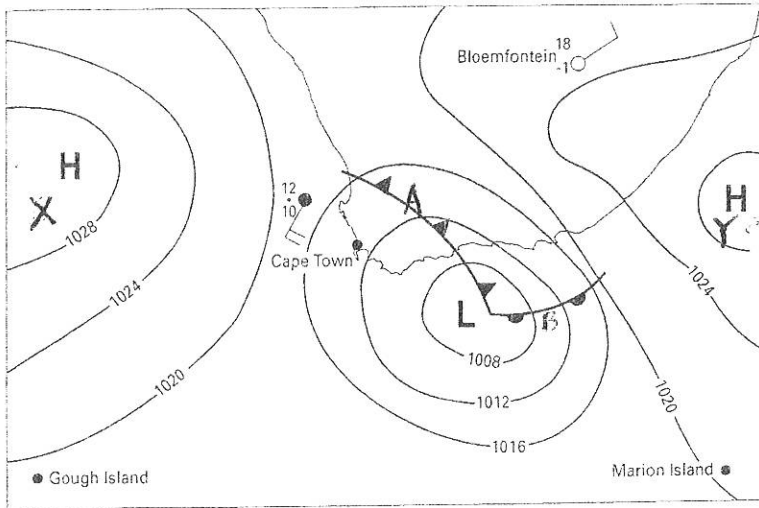 18
Bloemfontein
-1
H
X
1028
12
10
A
H
Y
Cape Town
1024
1024
L
B
1008
1020
1012
1020
1016
Gough Island
Marion Island